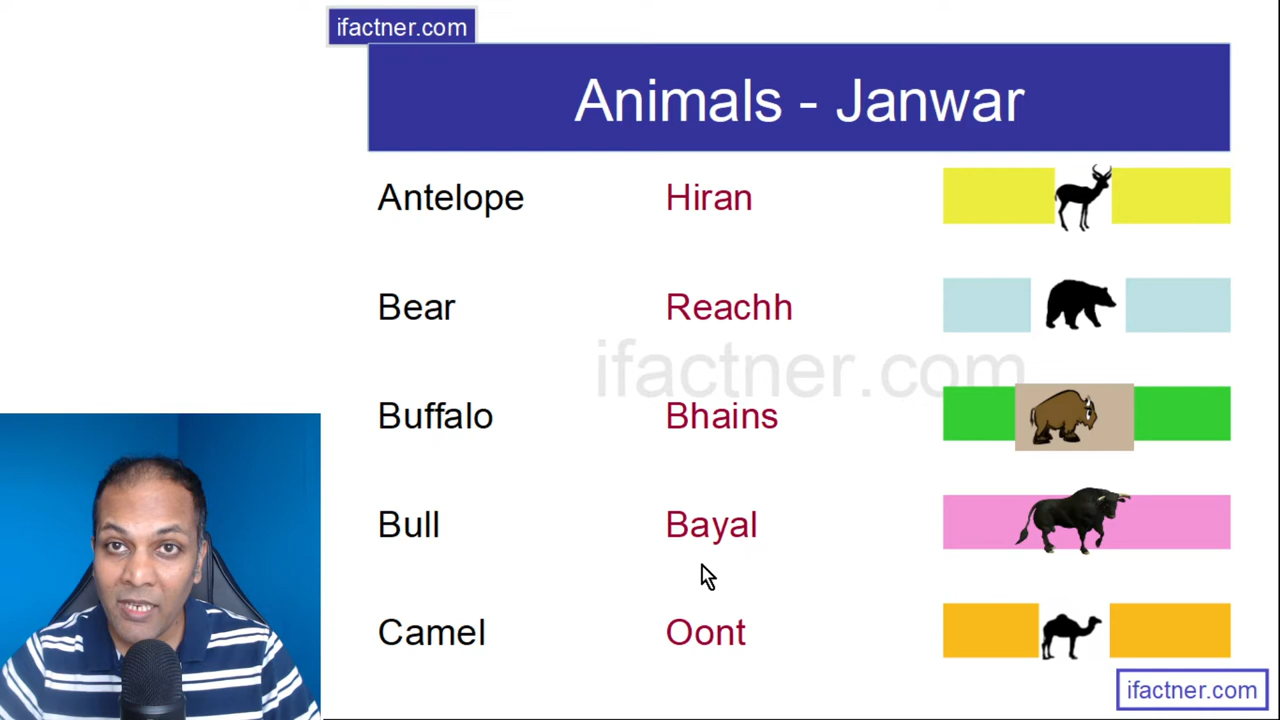 ifactner.com
Animals - Janwar
Antelope Hiran
Bear Reachh
ifactner.com
Buffalo Bhains
Bull Bayal
Camel Oont
ifactner.com